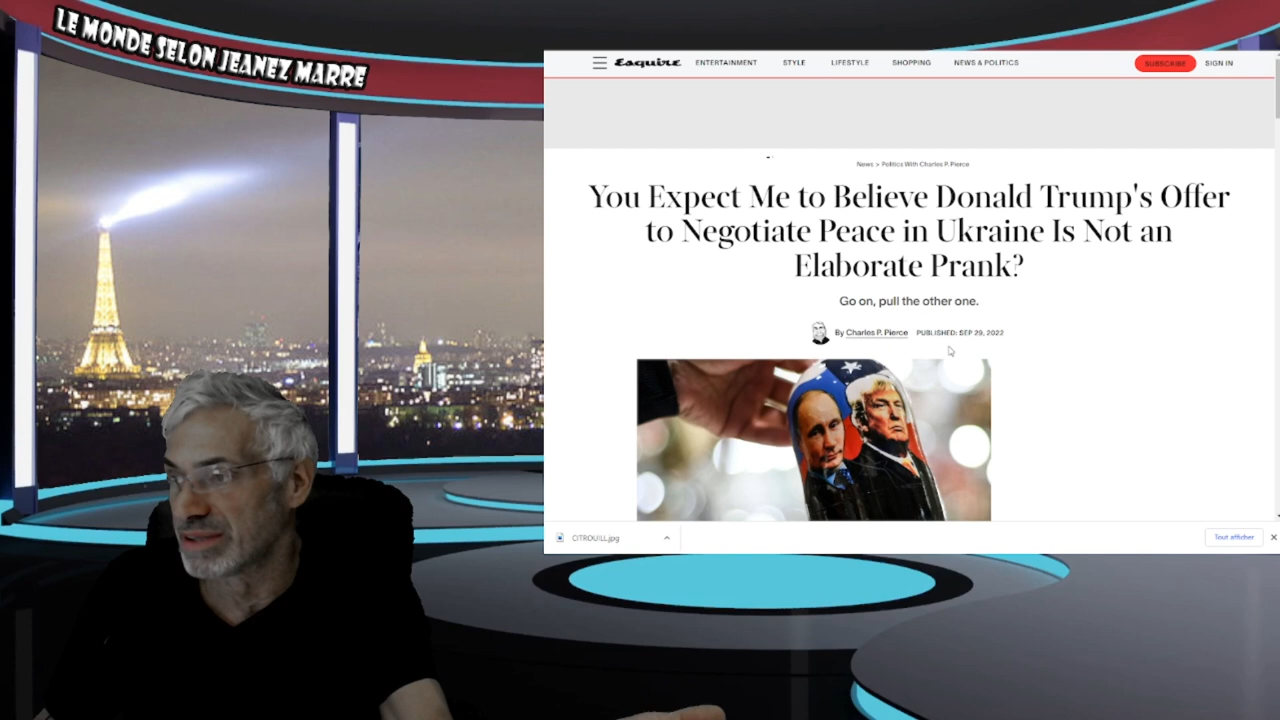 LE MONDE SELON JEANEZ MARRE
Esquire ENTERTAINMENT STYLE LIFESTYLE SHOPPING NEWS & POLITICS SUBSCRIBE SIGN IN
News > Politics With Charles P. Pierce
You Expect Me to Believe Donald Trump's Offer
to Negotiate Peace in Ukraine Is Not an
Elaborate Prank?
Go on, pull the other one.
By Charles P. Pierce PUBLISHED: SEP 29, 2022
CITROUILL.jpg Tout afficher